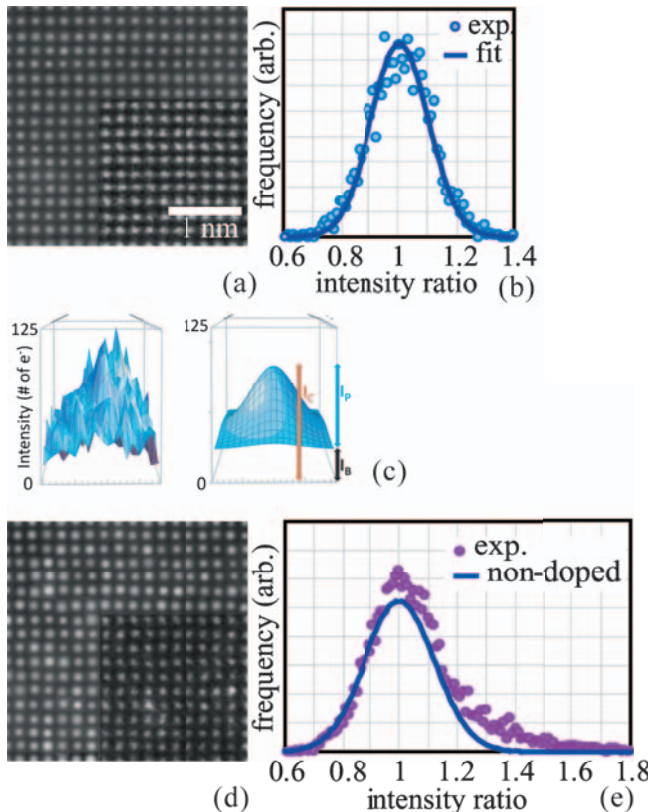 exp.
fit
frequency (arb.)
1 nm
0.6 0.8 1 1.2 1.4
(a)
intensity ratio
(b)
125
125
Intensity (# of e-)
I_C
I_P
I_B
0
0
(c)
exp.
non-doped
frequency (arb.)
0.6 0.8 1 1.2 1.4 1.6 1.8
(d)
intensity ratio
(e)